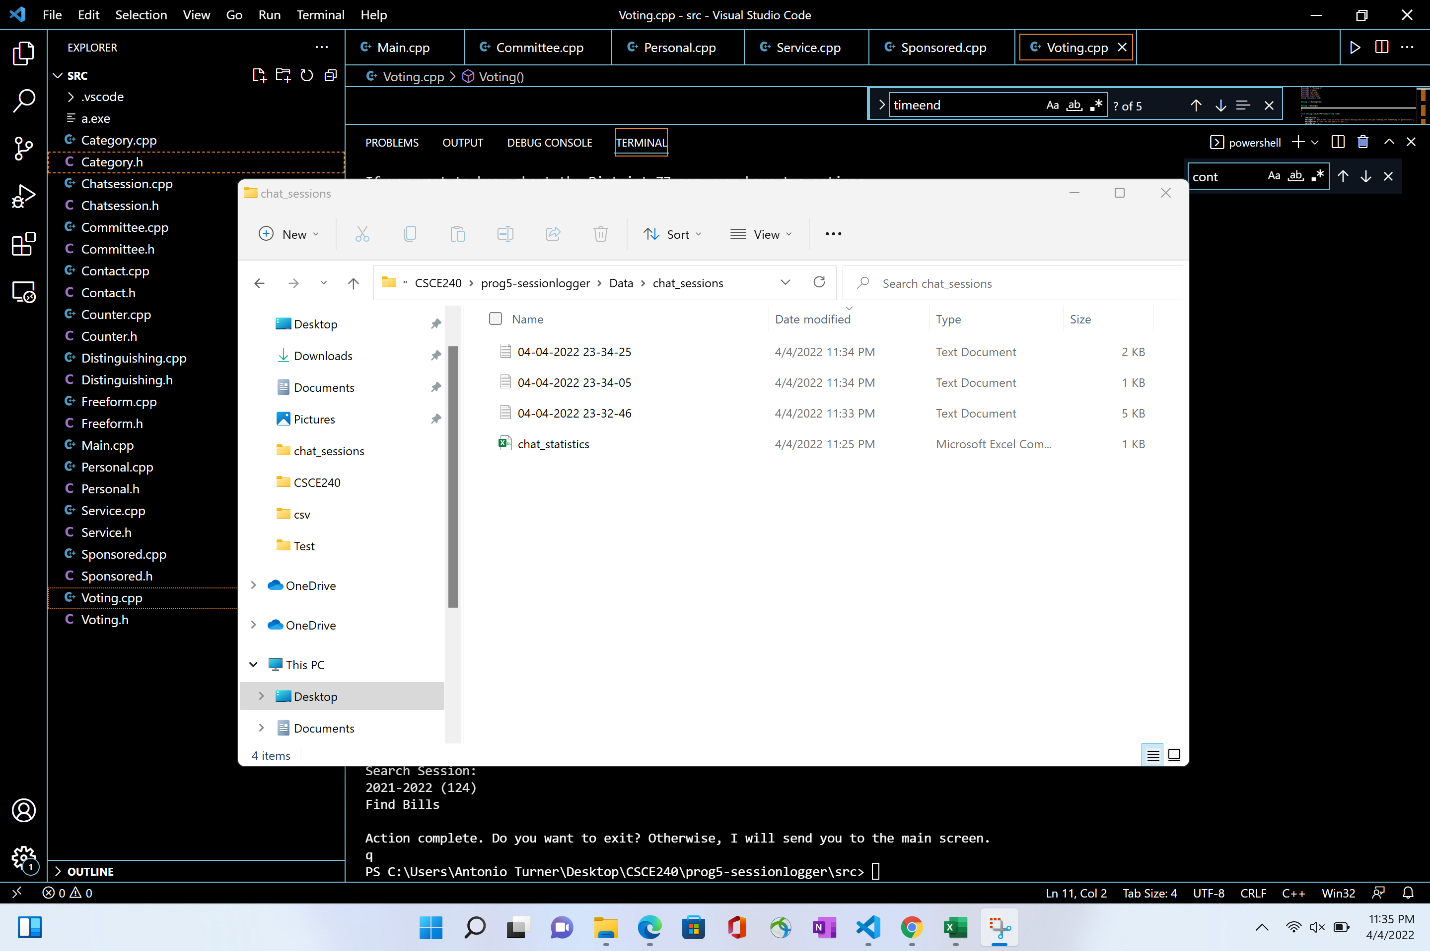 File Edit Selection View Go Run Terminal Help
Voting.cpp - src - Visual Studio Code
EXPLORER
SRC
.vscode
a.exe
Category.cpp
Category.h
Chatsession.cpp
Chatsession.h
Committee.cpp
Committee.h
Contact.cpp
Contact.h
Counter.cpp
Counter.h
Distinguishing.cpp
Distinguishing.h
Freeform.cpp
Freeform.h
Main.cpp
Personal.cpp
Personal.h
Service.cpp
Service.h
Sponsored.cpp
Sponsored.h
Voting.cpp
Voting.h
OUTLINE
Main.cpp Committee.cpp Personal.cpp Service.cpp Sponsored.cpp Voting.cpp
Voting.cpp > Voting()
timeend Aa ab ? of 5
PROBLEMS OUTPUT DEBUG CONSOLE TERMINAL
powershell
cont Aa ab
chat_sessions
New Sort View
CSCE240 > prog5-sessionlogger > Data > chat_sessions
Search chat_sessions
Desktop
Downloads
Documents
Pictures
chat_sessions
CSCE240
csv
Test
OneDrive
OneDrive
This PC
Desktop
Documents
Name Date modified Type Size
04-04-2022 23-34-25 4/4/2022 11:34 PM Text Document 2 KB
04-04-2022 23-34-05 4/4/2022 11:34 PM Text Document 1 KB
04-04-2022 23-32-46 4/4/2022 11:33 PM Text Document 5 KB
chat_statistics 4/4/2022 11:25 PM Microsoft Excel Com... 1 KB
4 items
Search Session:
2021-2022 (124)
Find Bills
Action complete. Do you want to exit? Otherwise, I will send you to the main screen.
q
PS C:\Users\Antonio Turner\Desktop\CSCE240\prog5-sessionlogger\src>
1
0 0
Ln 11, Col 2 Tab Size: 4 UTF-8 CRLF C++ Win32
11:35 PM
4/4/2022